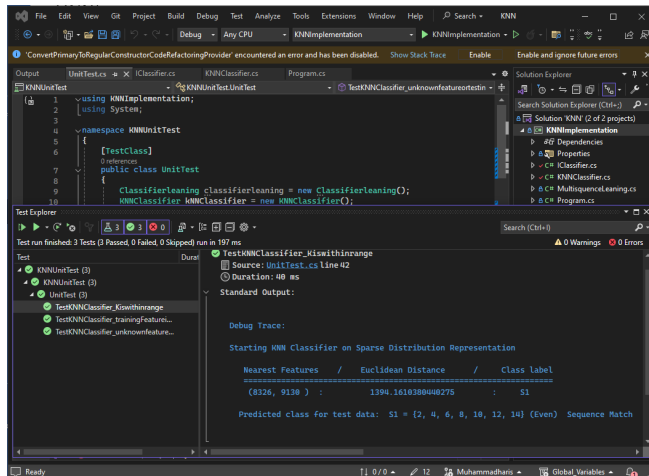 File Edit View Git Project Build Debug Test Analyze Tools Extensions Window Help Search KNN
Debug Any CPU KNNImplementation KNNImplementation
'ConvertPrimaryToRegularConstructorCodeRefactoringProvider' encountered an error and has been disabled. Show Stack Trace Enable Enable and ignore future errors
Output UnitTest.cs IClassifier.cs KNNClassifier.cs Program.cs
KNNUnitTest KNNUnitTest.UnitTest TestKNNClassifier_unknownfeatureortestin
1 using KNNImplementation;
2 using System;
3
4 namespace KNNUnitTest
5 {
6 [TestClass]
0 references
7 public class UnitTest
8 {
9 Classifierleaning classifierleaning = new Classifierleaning();
10 KNNClassifier kNNClassifier = new KNNClassifier();
Solution Explorer
Search Solution Explorer (Ctrl+;)
Solution 'KNN' (2 of 2 projects)
KNNImplementation
Dependencies
Properties
C# IClassifier.cs
C# KNNClassifier.cs
C# MultisquenceLeaning.cs
C# Program.cs
Test Explorer
3 3 0 Search (Ctrl+I)
Test run finished: 3 Tests (3 Passed, 0 Failed, 0 Skipped) run in 197 ms 0 Warnings 0 Errors
Test Durat
KNNUnitTest (3)
KNNUnitTest (3)
UnitTest (3)
TestKNNClassifier_Kiswithinrange
TestKNNClassifier_trainingFeaturei...
TestKNNClassifier_unknownfeature...
TestKNNClassifier_Kiswithinrange
Source: UnitTest.cs line 42
Duration: 40 ms
Standard Output:
Debug Trace:
Starting KNN Classifier on Sparse Distribution Representation
Nearest Features / Euclidean Distance / Class label
(8326, 9130 ) : 1394.1610380440275 : S1
Predicted class for test data: S1 = {2, 4, 6, 8, 10, 12, 14} (Even) Sequence Match
Ready 0 / 0 12 Muhammadharis Global_Variables